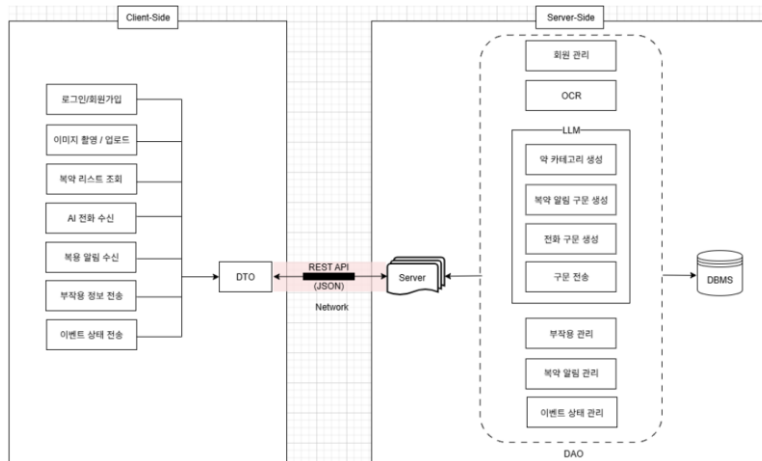 Client-Side
로그인/회원가입
이미지 촬영 / 업로드
복약 리스트 조회
AI 전화 수신
복용 알림 수신
부작용 정보 전송
이벤트 상태 전송
DTO
REST API
(JSON)
Network
Server-Side
Server
회원 관리
OCR
LLM
약 카테고리 생성
복약 알림 구문 생성
전화 구문 생성
구문 전송
부작용 관리
복약 알림 관리
이벤트 상태 관리
DAO
DBMS